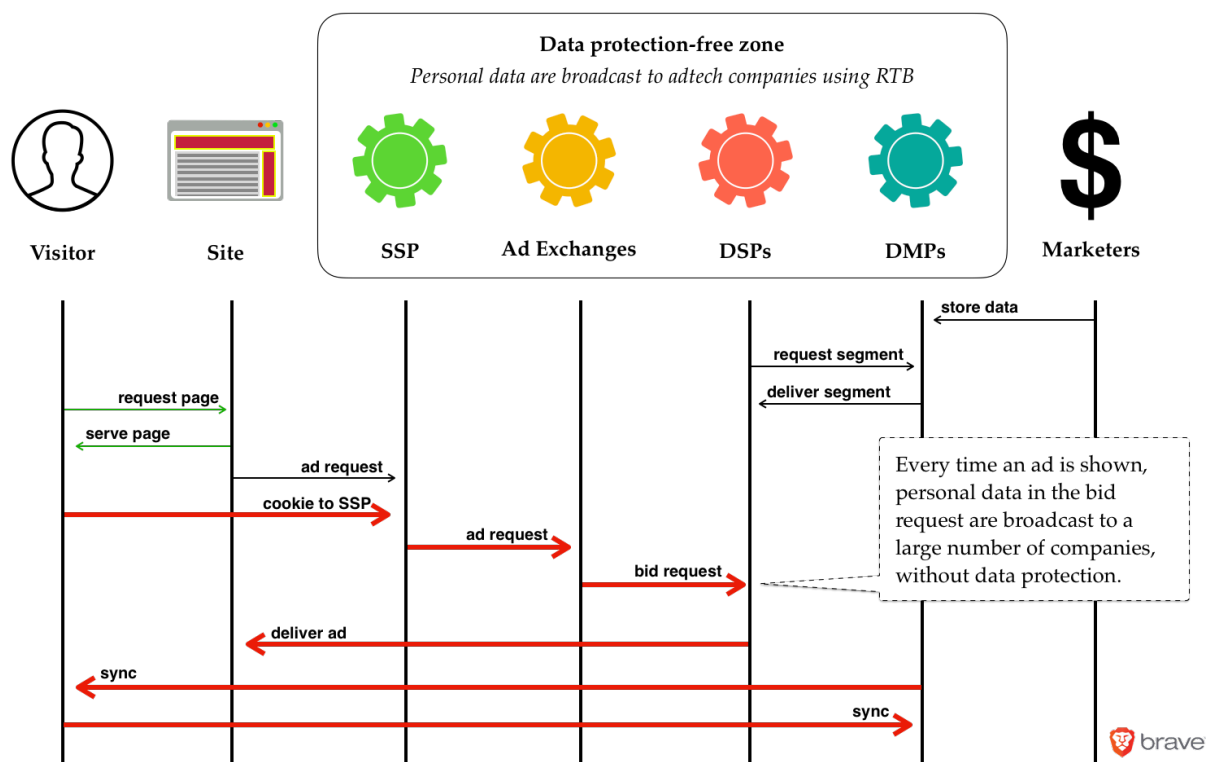 Data protection-free zone
Personal data are broadcast to adtech companies using RTB
Visitor
Site
SSP
Ad Exchanges
DSPs
DMPs
Marketers
store data
request segment
deliver segment
request page
serve page
ad request
cookie to SSP
ad request
bid request
Every time an ad is shown,
personal data in the bid
request are broadcast to a
large number of companies,
without data protection.
deliver ad
sync
sync
brave